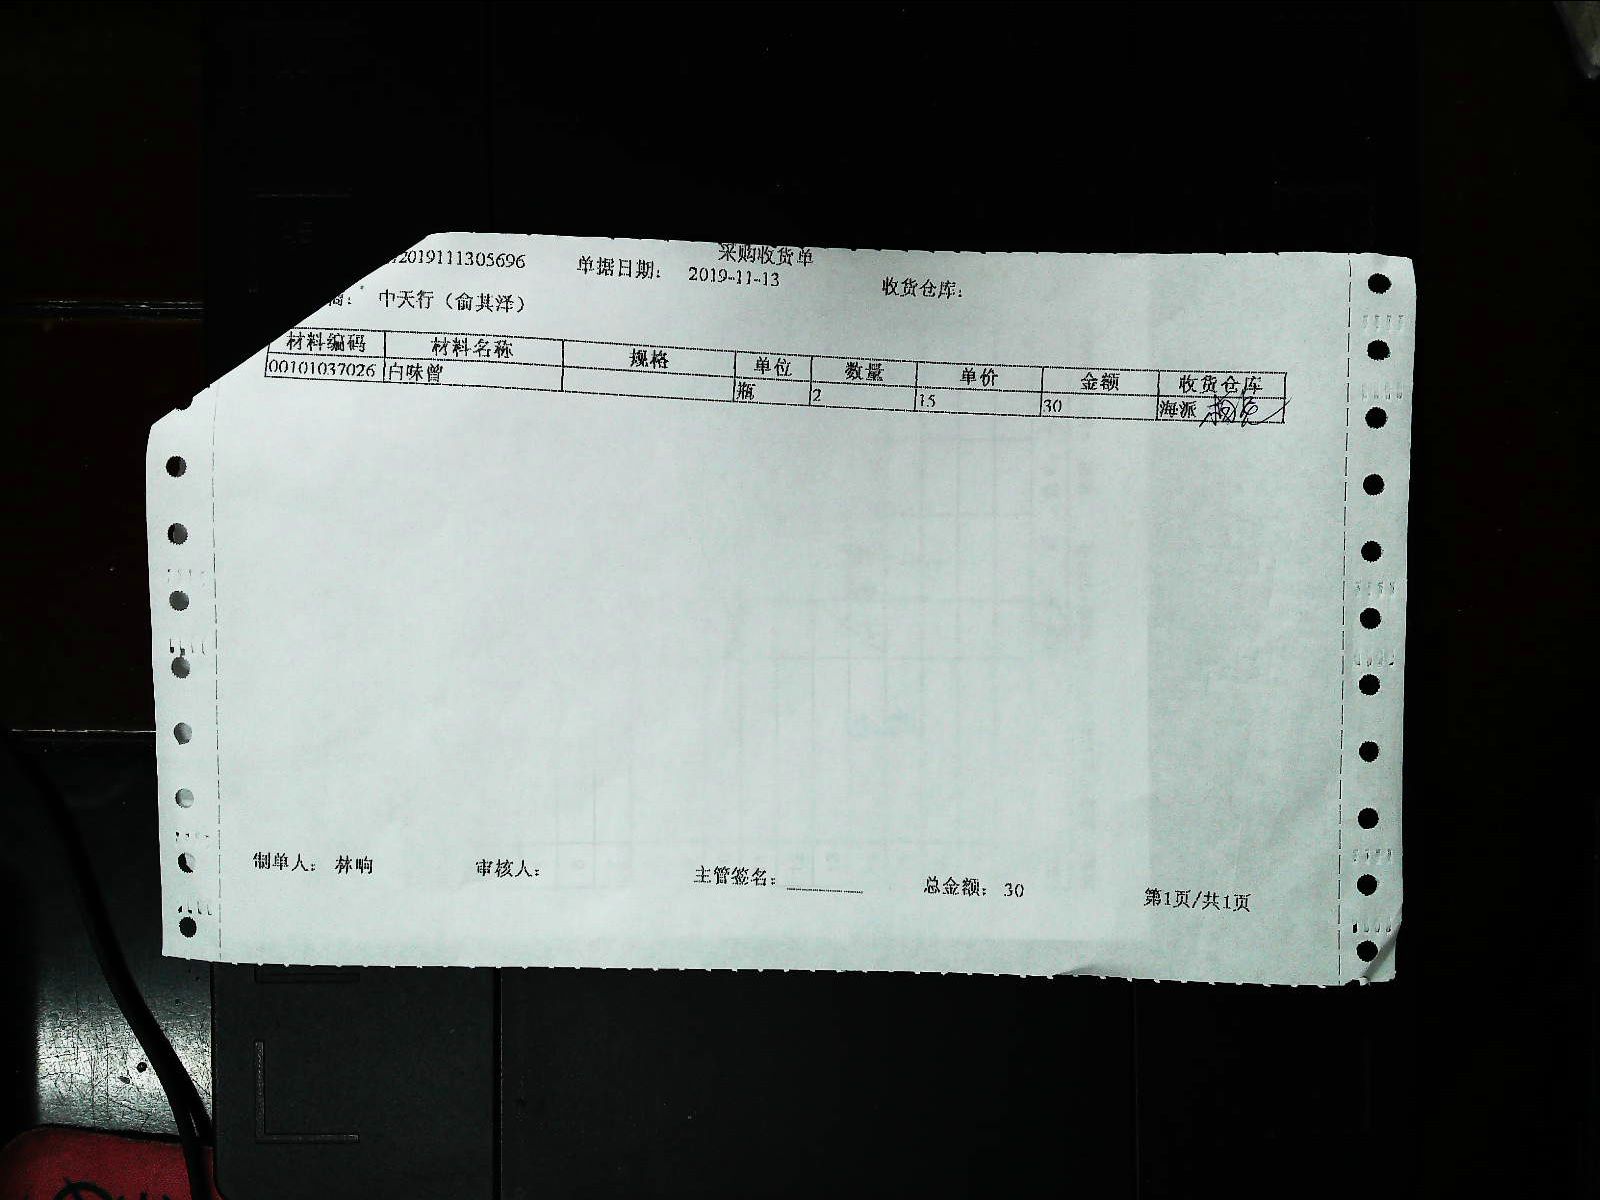 采购收货单
2019111305696 单据日期: 2019-11-13 收货仓库:
商: 中天行（俞其洋）
材料编码 材料名称 规格 单位 数量 单价 金额 收货仓库
00101037026 白味曾 瓶 2 15 30 海派
制单人: 林晌 审核人: 主管签名: 总金额: 30 第1页/共1页